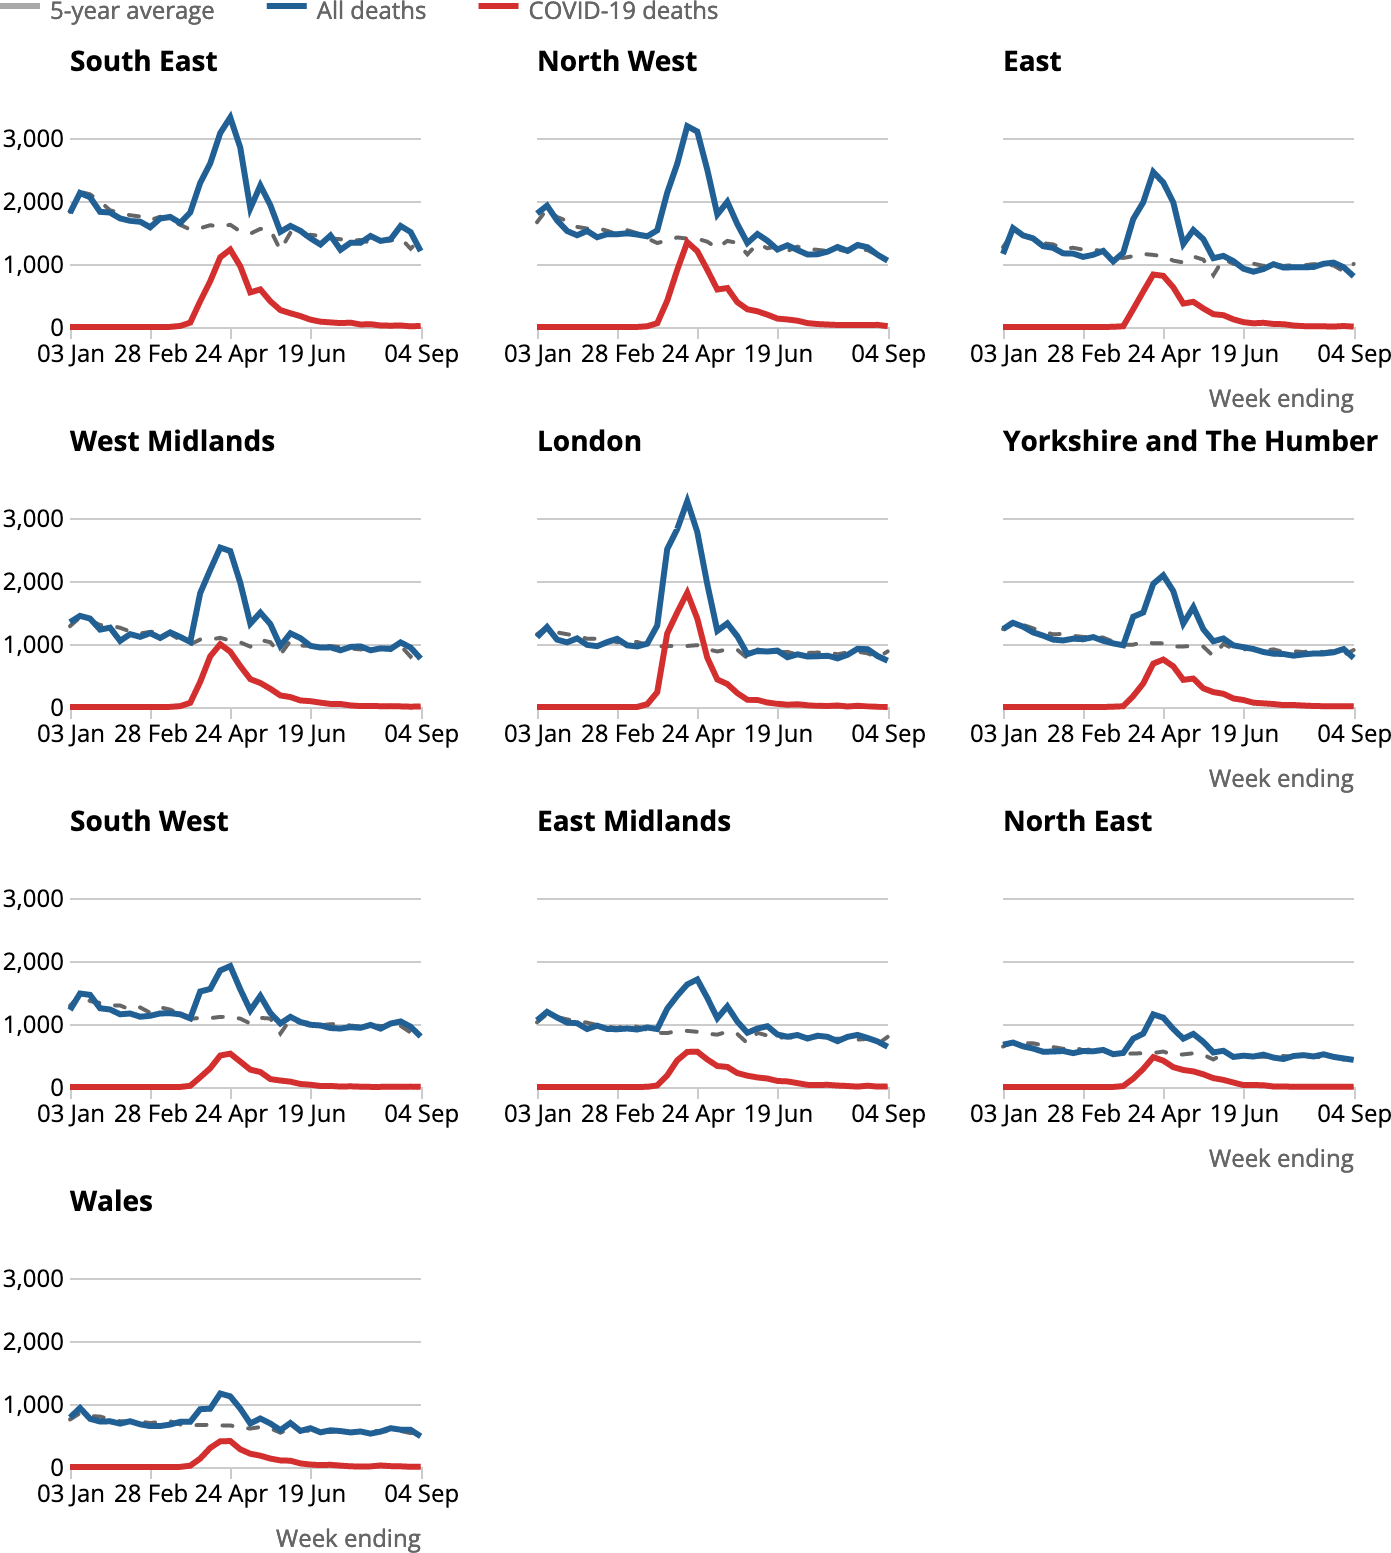 5-year average All deaths COVID-19 deaths
South East North West East
3,000
2,000
1,000
0
03 Jan 28 Feb 24 Apr 19 Jun 04 Sep 03 Jan 28 Feb 24 Apr 19 Jun 04 Sep 03 Jan 28 Feb 24 Apr 19 Jun 04 Sep
Week ending
West Midlands London Yorkshire and The Humber
3,000
2,000
1,000
0
03 Jan 28 Feb 24 Apr 19 Jun 04 Sep 03 Jan 28 Feb 24 Apr 19 Jun 04 Sep 03 Jan 28 Feb 24 Apr 19 Jun 04 Sep
Week ending
South West East Midlands North East
3,000
2,000
1,000
0
03 Jan 28 Feb 24 Apr 19 Jun 04 Sep 03 Jan 28 Feb 24 Apr 19 Jun 04 Sep 03 Jan 28 Feb 24 Apr 19 Jun 04 Sep
Week ending
Wales
3,000
2,000
1,000
0
03 Jan 28 Feb 24 Apr 19 Jun 04 Sep
Week ending